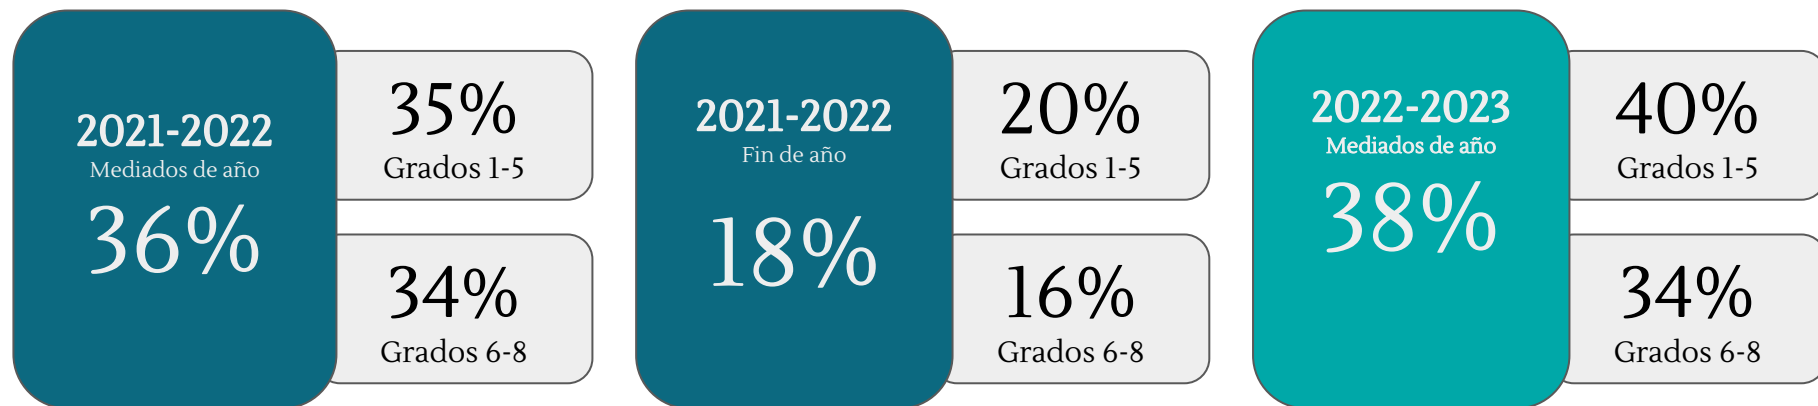 2021-2022
Mediados de año
36%
35%
Grados 1-5
34%
Grados 6-8
2021-2022
Fin de año
18%
20%
Grados 1-5
16%
Grados 6-8
2022-2023
Mediados de año
38%
40%
Grados 1-5
34%
Grados 6-8